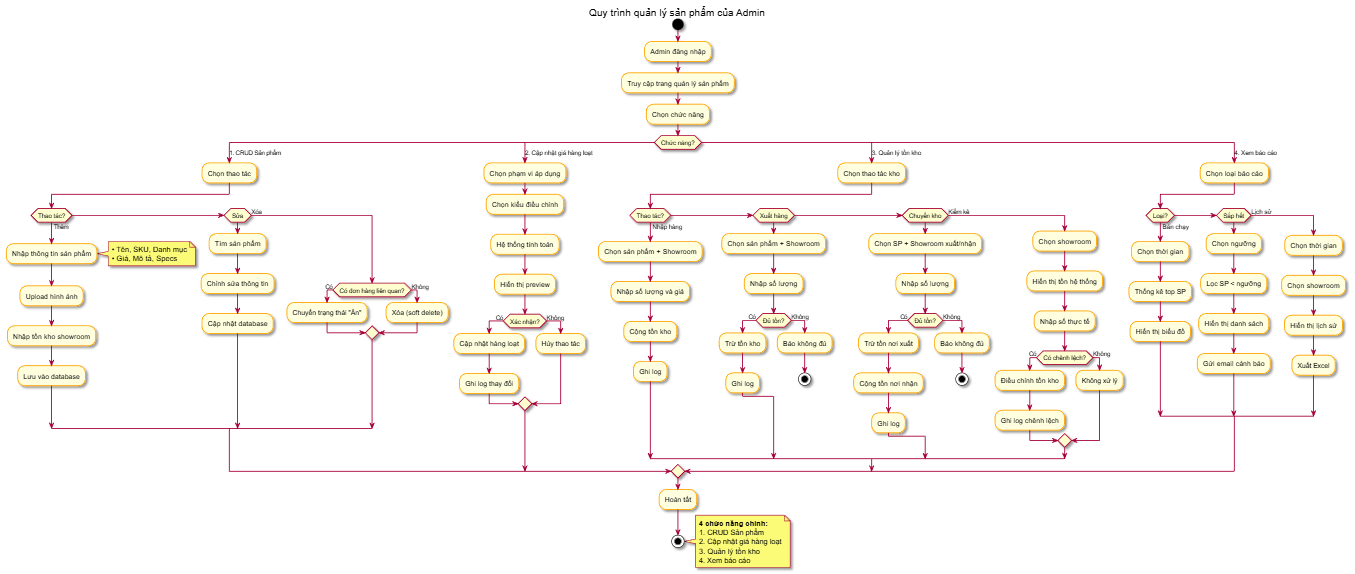 Quy trình quản lý sản phẩm của Admin
Admin đăng nhập
Truy cập trang quản lý sản phẩm
Chọn chức năng
Chức năng?
1. CRUD Sản phẩm
2. Cập nhật giá hàng loạt
3. Quản lý tồn kho
4. Xem báo cáo
Chọn thao tác
Thao tác?
Thêm
Nhập thông tin sản phẩm
• Tên, SKU, Danh mục
• Giá, Mô tả, Specs
Upload hình ảnh
Nhập tồn kho showroom
Lưu vào database
Sửa
Tìm sản phẩm
Chỉnh sửa thông tin
Cập nhật database
Xóa
Có đơn hàng liên quan?
Có
Không
Chuyển trạng thái "Ẩn"
Xóa (soft delete)
Chọn phạm vi áp dụng
Chọn kiểu điều chỉnh
Hệ thống tính toán
Hiển thị preview
Xác nhận?
Có
Không
Cập nhật hàng loạt
Hủy thao tác
Ghi log thay đổi
Chọn thao tác kho
Thao tác?
Nhập hàng
Chọn sản phẩm + Showroom
Nhập số lượng và giá
Cộng tồn kho
Ghi log
Xuất hàng
Chọn sản phẩm + Showroom
Nhập số lượng
Đủ tồn?
Có
Không
Trừ tồn kho
Báo không đủ
Ghi log
Chuyển kho
Chọn SP + Showroom xuất/nhận
Nhập số lượng
Đủ tồn?
Có
Không
Trừ tồn nơi xuất
Báo không đủ
Cộng tồn nơi nhận
Ghi log
Kiểm kê
Chọn showroom
Hiển thị tồn hệ thống
Nhập số thực tế
Có chênh lệch?
Có
Không
Điều chỉnh tồn kho
Không xử lý
Ghi log chênh lệch
Chọn loại báo cáo
Loại?
Bán chạy
Chọn thời gian
Thống kê top SP
Hiển thị biểu đồ
Sắp hết
Chọn ngưỡng
Lọc SP < ngưỡng
Hiển thị danh sách
Gửi email cảnh báo
Lịch sử
Chọn thời gian
Chọn showroom
Hiển thị lịch sử
Xuất Excel
Hoàn tất
4 chức năng chính:
1. CRUD Sản phẩm
2. Cập nhật giá hàng loạt
3. Quản lý tồn kho
4. Xem báo cáo